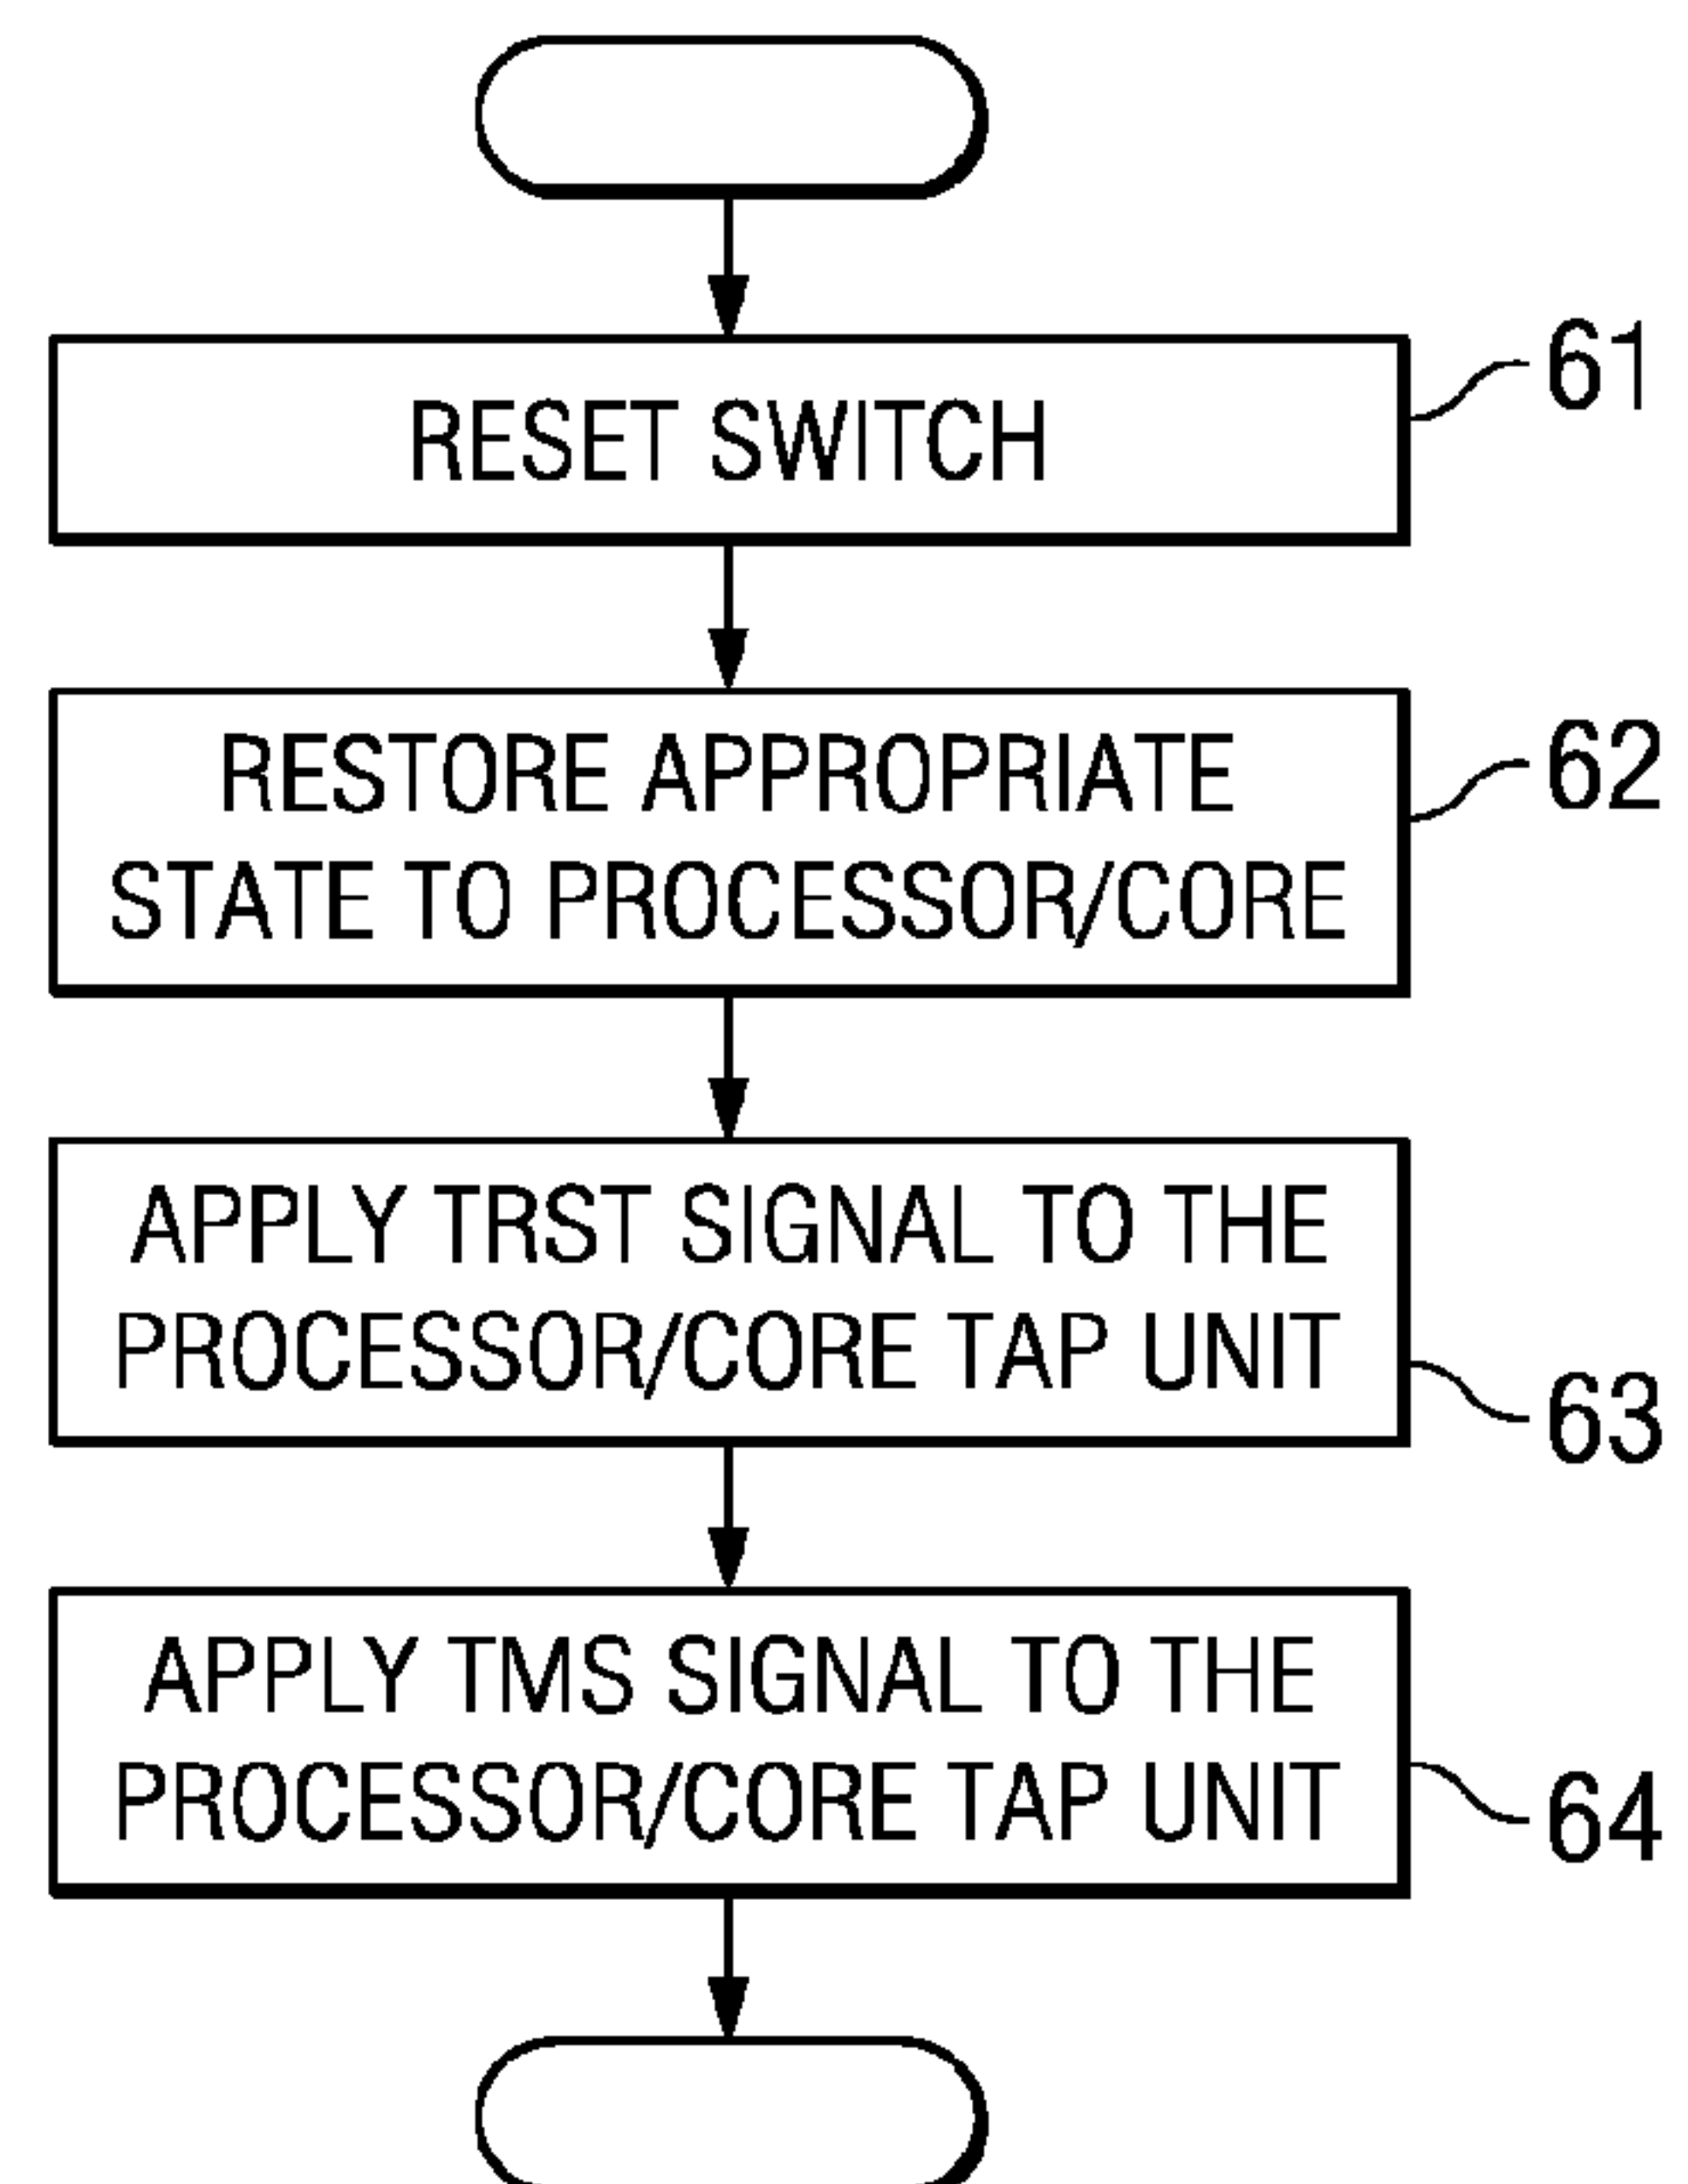 RESET SWITCH
61
RESTORE APPROPRIATE
STATE TO PROCESSOR/CORE
62
APPLY TRST SIGNAL TO THE
PROCESSOR/CORE TAP UNIT
63
APPLY TMS SIGNAL TO THE
PROCESSOR/CORE TAP UNIT
64